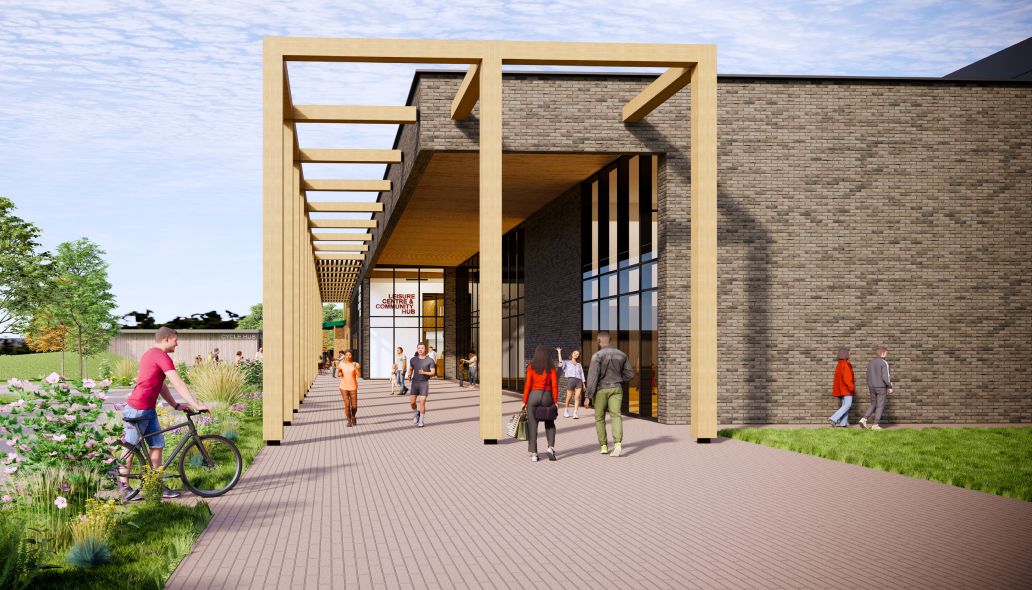 LEISURE
CENTRE &
COMMUNITY
HUB
CYCLE HUB